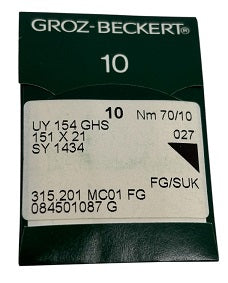 GROZ-BECKERT®
10
10 Nm 70/10
UY 154 GHS 027
151 X 21
SY 1434
FG/SUK
315.201 MC01 FG
084501087 G